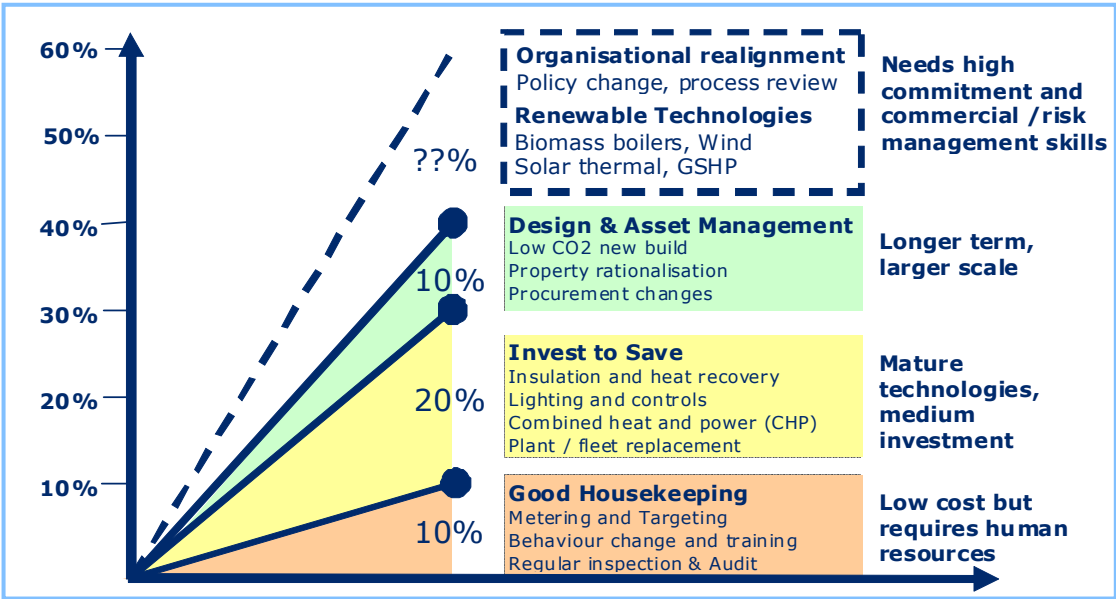 60%
50%
40%
30%
20%
10%
??%
10%
20%
10%
Organisational realignment
Policy change, process review
Renewable Technologies
Biomass boilers, Wind
Solar thermal, GSHP
Needs high
commitment and
commercial /risk
management skills
Design & Asset Management
Low CO2 new build
Property rationalisation
Procurement changes
Longer term,
larger scale
Invest to Save
Insulation and heat recovery
Lighting and controls
Combined heat and power (CHP)
Plant / fleet replacement
Mature
technologies,
medium
investment
Good Housekeeping
Metering and Targeting
Behaviour change and training
Regular inspection & Audit
Low cost but
requires human
resources